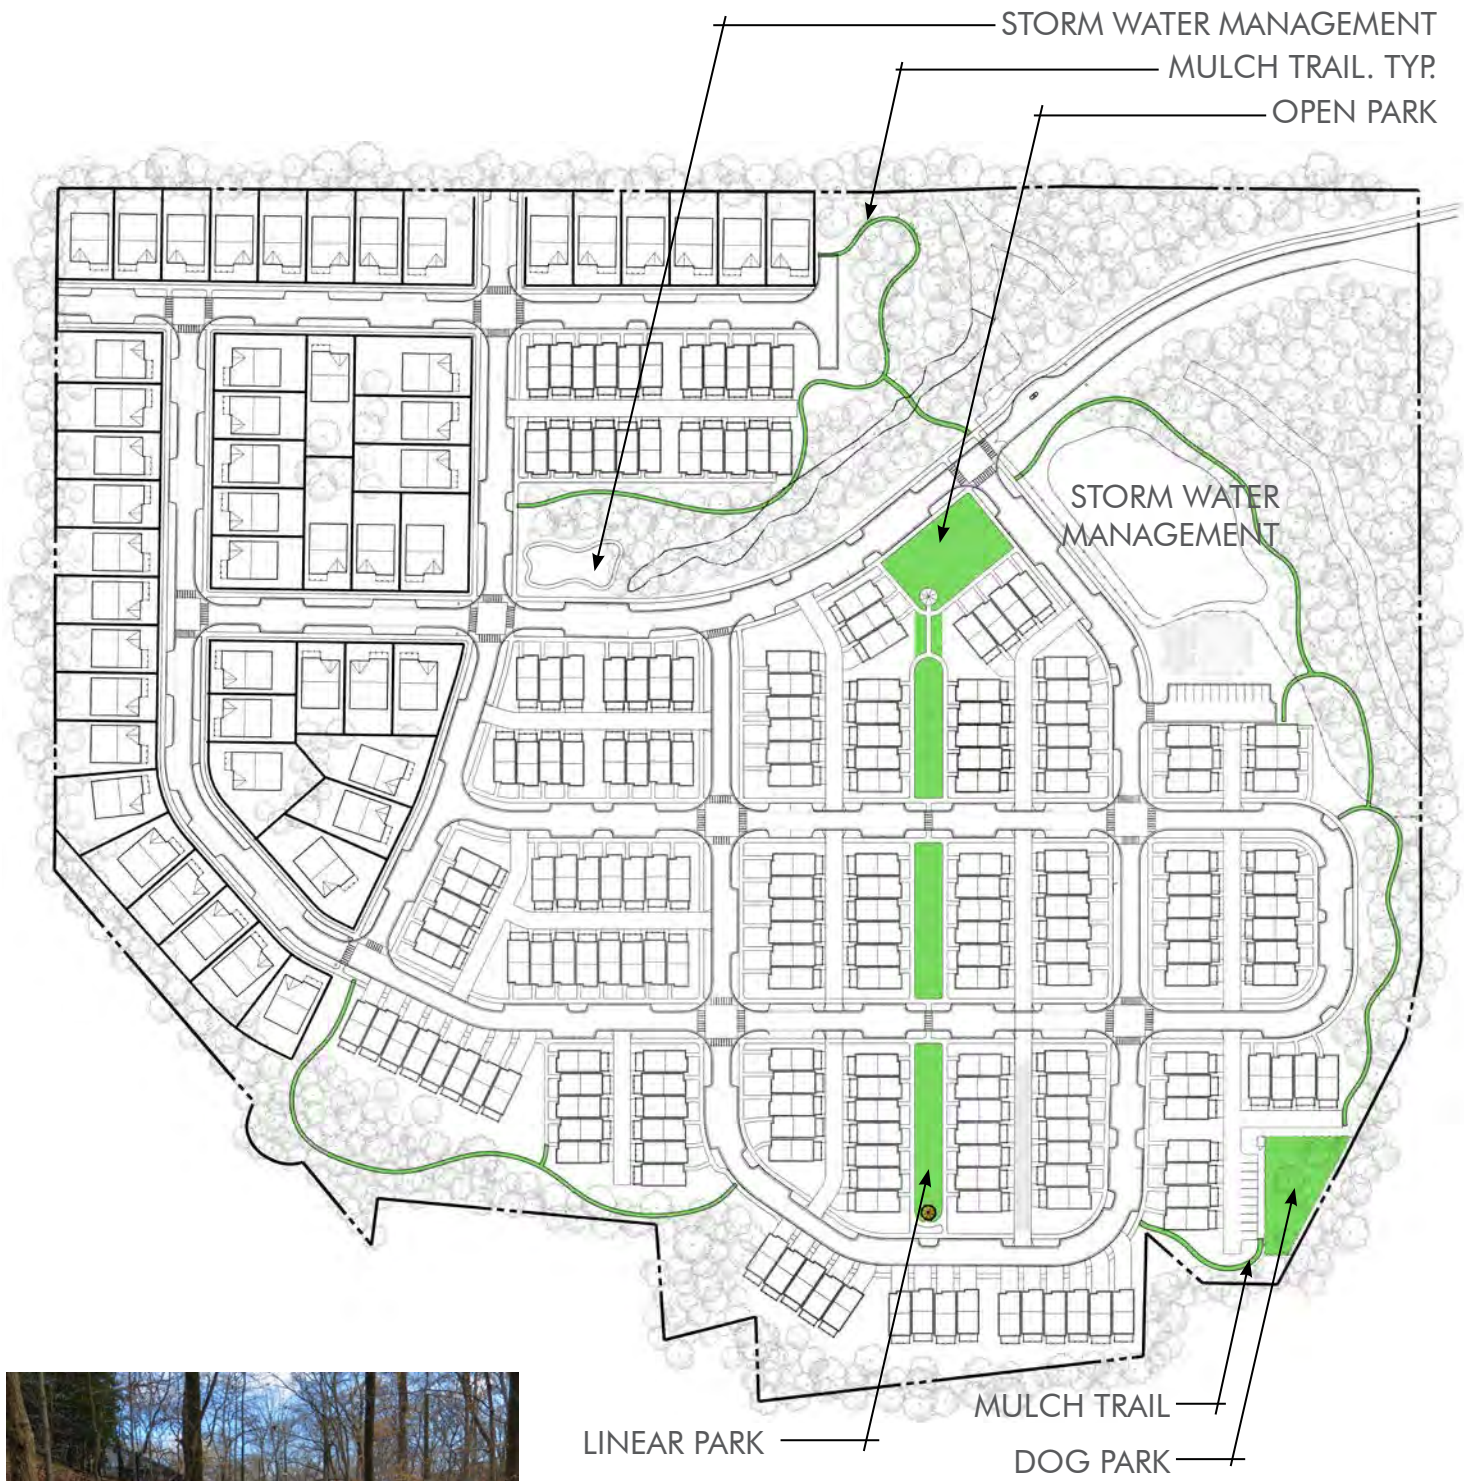 STORM WATER MANAGEMENT
MULCH TRAIL. TYP.
OPEN PARK
STORM WATER
MANAGEMENT
MULCH TRAIL
LINEAR PARK
DOG PARK